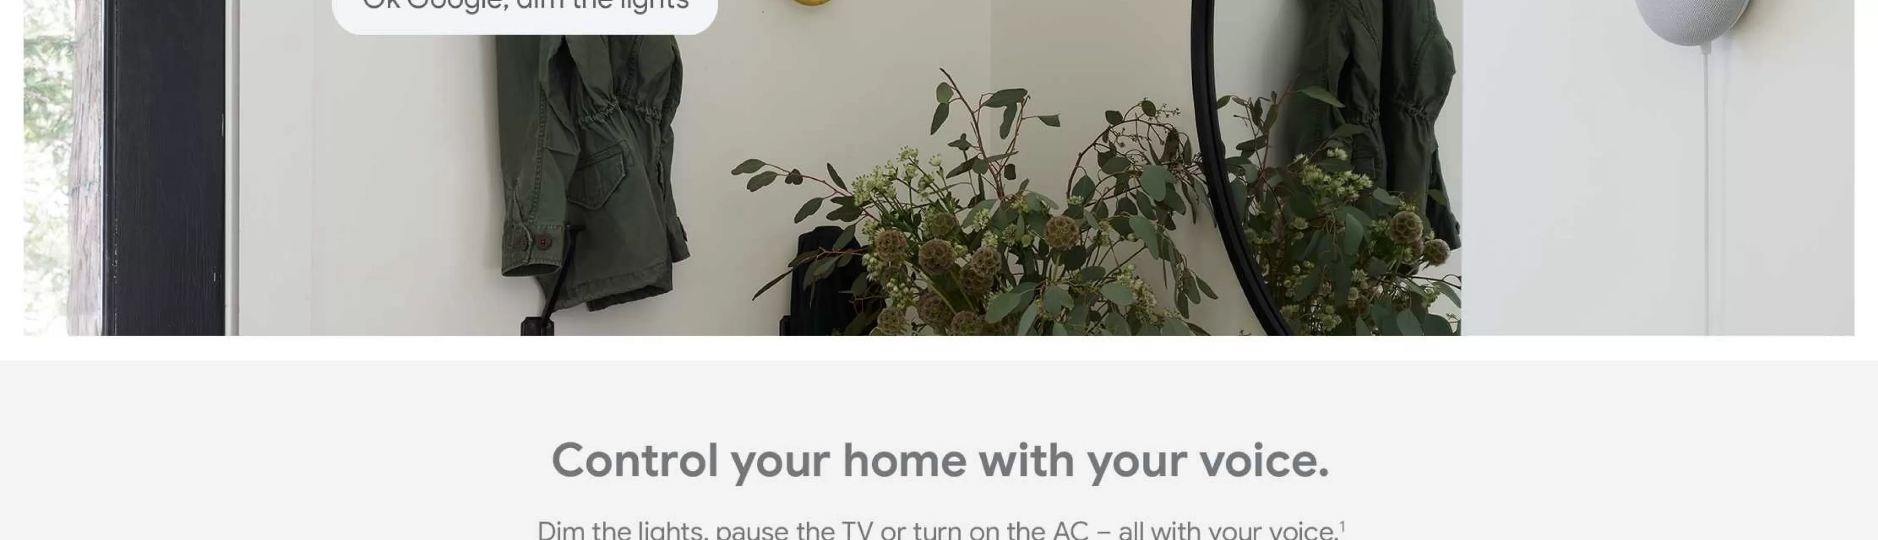 Ok Google, dim the lights
Control your home with your voice.
Dim the lights, pause the TV or turn on the AC – all with your voice.¹